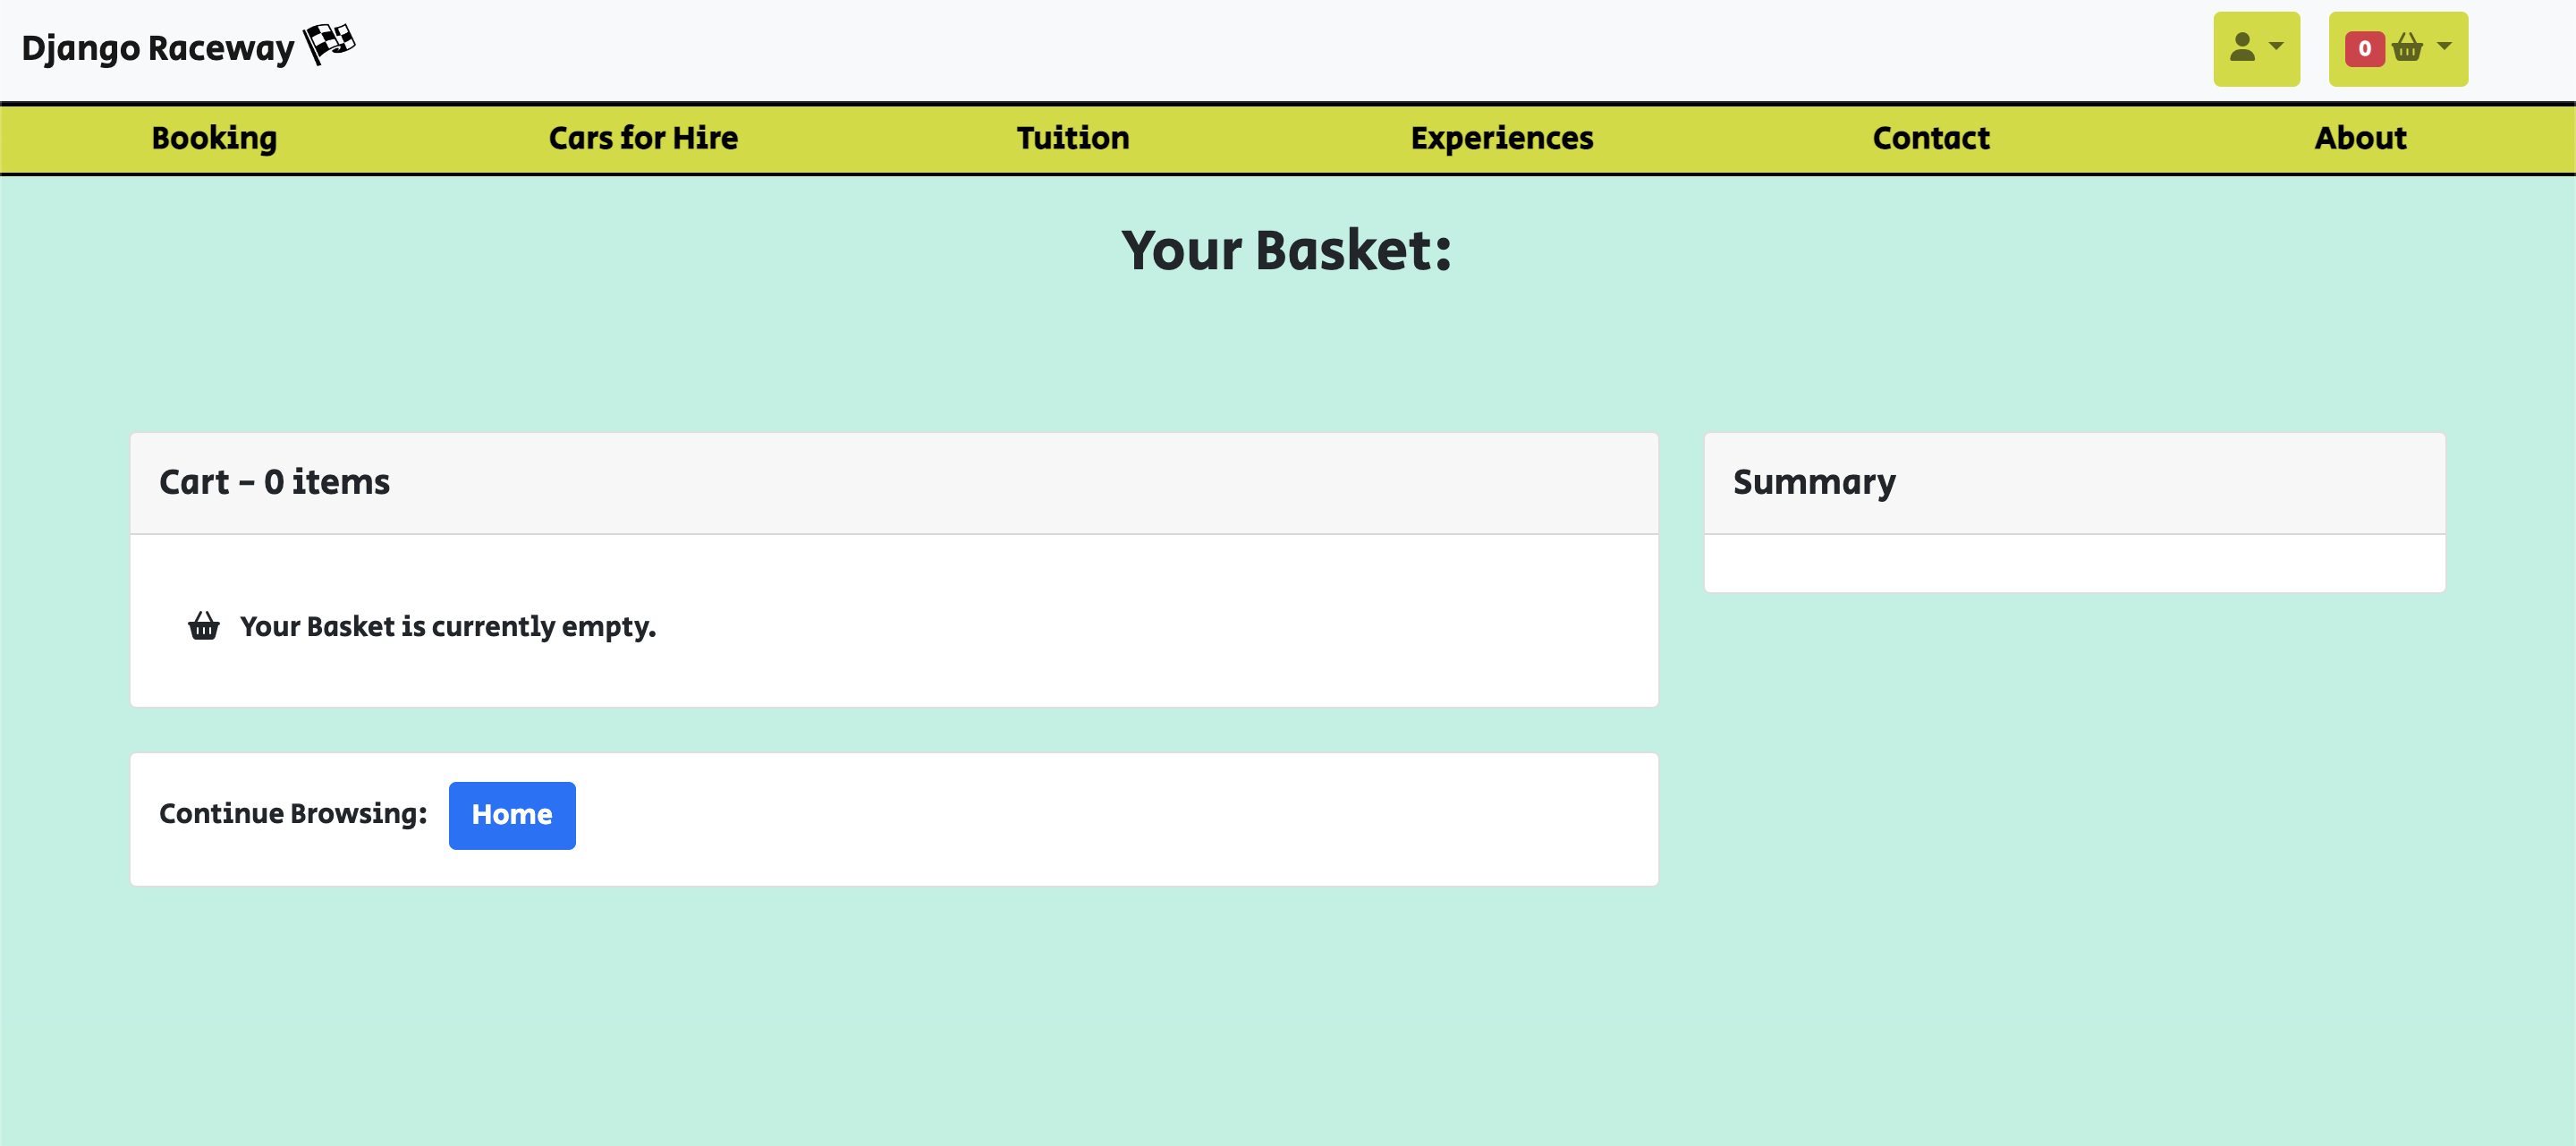 Django Raceway
0
Booking Cars for Hire Tuition Experiences Contact About
Your Basket:
Cart - 0 items
Summary
Your Basket is currently empty.
Continue Browsing: Home